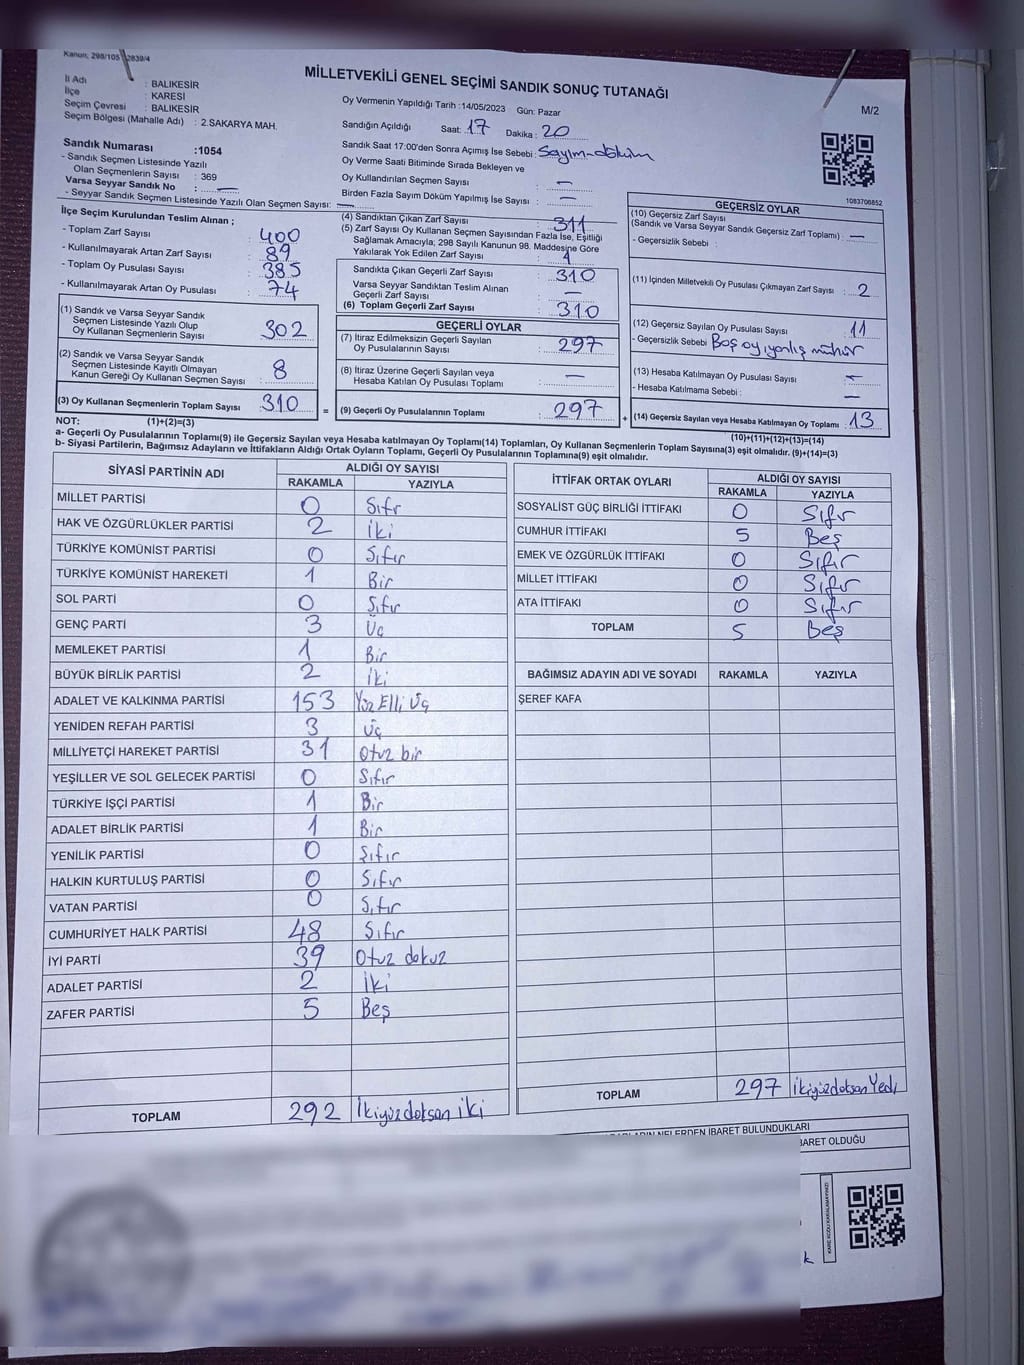 Kanun; 298/105 2839/4
MİLLETVEKİLİ GENEL SEÇİMİ SANDIK SONUÇ TUTANAĞI
M/2
İl Adı : BALIKESİR
İlçe : KARESİ
Seçim Çevresi : BALIKESİR
Seçim Bölgesi (Mahalle Adı) : 2.SAKARYA MAH.
Sandık Numarası :1054
- Sandık Seçmen Listesinde Yazılı
Olan Seçmenlerin Sayısı : 369
Varsa Seyyar Sandık No : —
- Seyyar Sandık Seçmen Listesinde Yazılı Olan Seçmen Sayısı: —
Oy Vermenin Yapıldığı Tarih :14/05/2023 Gün: Pazar
Sandığın Açıldığı Saat: 17 Dakika : 20
Sandık Saat 17:00'den Sonra Açımış İse Sebebi : Sayım-döküm
Oy Verme Saati Bitiminde Sırada Bekleyen ve
Oy Kullandırılan Seçmen Sayısı : —
Birden Fazla Sayım Döküm Yapılmış İse Sayısı : —
1083708852
İlçe Seçim Kurulundan Teslim Alınan ;
- Toplam Zarf Sayısı : 400
- Kullanılmayarak Artan Zarf Sayısı : 89
- Toplam Oy Pusulası Sayısı : 385
- Kullanılmayarak Artan Oy Pusulası : 74
(1) Sandık ve Varsa Seyyar Sandık
Seçmen Listesinde Yazılı Olup
Oy Kullanan Seçmenlerin Sayısı 302
(2) Sandık ve Varsa Seyyar Sandık
Seçmen Listesinde Kayıtlı Olmayan
Kanun Gereği Oy Kullanan Seçmen Sayısı 8
(3) Oy Kullanan Seçmenlerin Toplam Sayısı 310
(1)+(2)=(3)
(4) Sandıktan Çıkan Zarf Sayısı : 311
(5) Zarf Sayısı Oy Kullanan Seçmen Sayısından Fazla İse, Eşitliği
Sağlamak Amacıyla; 298 Sayılı Kanunun 98. Maddesine Göre
Yakılarak Yok Edilen Zarf Sayısı : 1
Sandıkta Çıkan Geçerli Zarf Sayısı : 310
Varsa Seyyar Sandıktan Teslim Alınan
Geçerli Zarf Sayısı : —
(6) Toplam Geçerli Zarf Sayısı : 310
GEÇERLİ OYLAR
(7) İtiraz Edilmeksizin Geçerli Sayılan
Oy Pusulalarının Sayısı : 297
(8) İtiraz Üzerine Geçerli Sayılan veya
Hesaba Katılan Oy Pusulası Toplamı : —
= (9) Geçerli Oy Pusulalarının Toplamı : 297
GEÇERSİZ OYLAR
(10) Geçersiz Zarf Sayısı
(Sandık ve Varsa Seyyar Sandık Geçersiz Zarf Toplamı) : —
- Geçersizlik Sebebi :
(11) İçinden Milletvekili Oy Pusulası Çıkmayan Zarf Sayısı : 2
(12) Geçersiz Sayılan Oy Pusulası Sayısı : 11
- Geçersizlik Sebebi : Boş oy, yanlış mühür
(13) Hesaba Katılmayan Oy Pusulası Sayısı : —
- Hesaba Katılmama Sebebi : —
+ (14) Geçersiz Sayılan veya Hesaba Katılmayan Oy Toplamı : 13
(10)+(11)+(12)+(13)=(14)
NOT:
a- Geçerli Oy Pusulalarının Toplamı(9) ile Geçersiz Sayılan veya Hesaba katılmayan Oy Toplamı(14) Toplamları, Oy Kullanan Seçmenlerin Toplam Sayısına(3) eşit olmalıdır. (9)+(14)=(3)
b- Siyasi Partilerin, Bağımsız Adayların ve İttifakların Aldığı Ortak Oyların Toplamı, Geçerli Oy Pusulalarının Toplamına(9) eşit olmalıdır.
SİYASİ PARTİNİN ADI ALDIĞI OY SAYISI
RAKAMLA YAZIYLA
MİLLET PARTİSİ 0 Sıfır
HAK VE ÖZGÜRLÜKLER PARTİSİ 2 İki
TÜRKİYE KOMÜNİST PARTİSİ 0 Sıfır
TÜRKİYE KOMÜNİST HAREKETİ 1 Bir
SOL PARTİ 0 Sıfır
GENÇ PARTİ 3 Üç
MEMLEKET PARTİSİ 1 Bir
BÜYÜK BİRLİK PARTİSİ 2 İki
ADALET VE KALKINMA PARTİSİ 153 Yüz Elli Üç
YENİDEN REFAH PARTİSİ 3 Üç
MİLLİYETÇİ HAREKET PARTİSİ 31 Otuz bir
YEŞİLLER VE SOL GELECEK PARTİSİ 0 Sıfır
TÜRKİYE İŞÇİ PARTİSİ 1 Bir
ADALET BİRLİK PARTİSİ 1 Bir
YENİLİK PARTİSİ 0 Sıfır
HALKIN KURTULUŞ PARTİSİ 0 Sıfır
VATAN PARTİSİ 0 Sıfır
CUMHURİYET HALK PARTİSİ 48 Sıfır
İYİ PARTİ 39 Otuz dokuz
ADALET PARTİSİ 2 İki
ZAFER PARTİSİ 5 Beş
TOPLAM 292 İkiyüzdoksan iki
İTTİFAK ORTAK OYLARI ALDIĞI OY SAYISI
RAKAMLA YAZIYLA
SOSYALİST GÜÇ BİRLİĞİ İTTİFAKI 0 Sıfır
CUMHUR İTTİFAKI 5 Beş
EMEK VE ÖZGÜRLÜK İTTİFAKI 0 Sıfır
MİLLET İTTİFAKI 0 Sıfır
ATA İTTİFAKI 0 Sıfır
TOPLAM 5 Beş
BAĞIMSIZ ADAYIN ADI VE SOYADI RAKAMLA YAZIYLA
ŞEREF KAFA
TOPLAM 297 İkiyüzdoksan Yedi
NELERDEN İBARET BULUNDUKLARI
BARET OLDUĞU